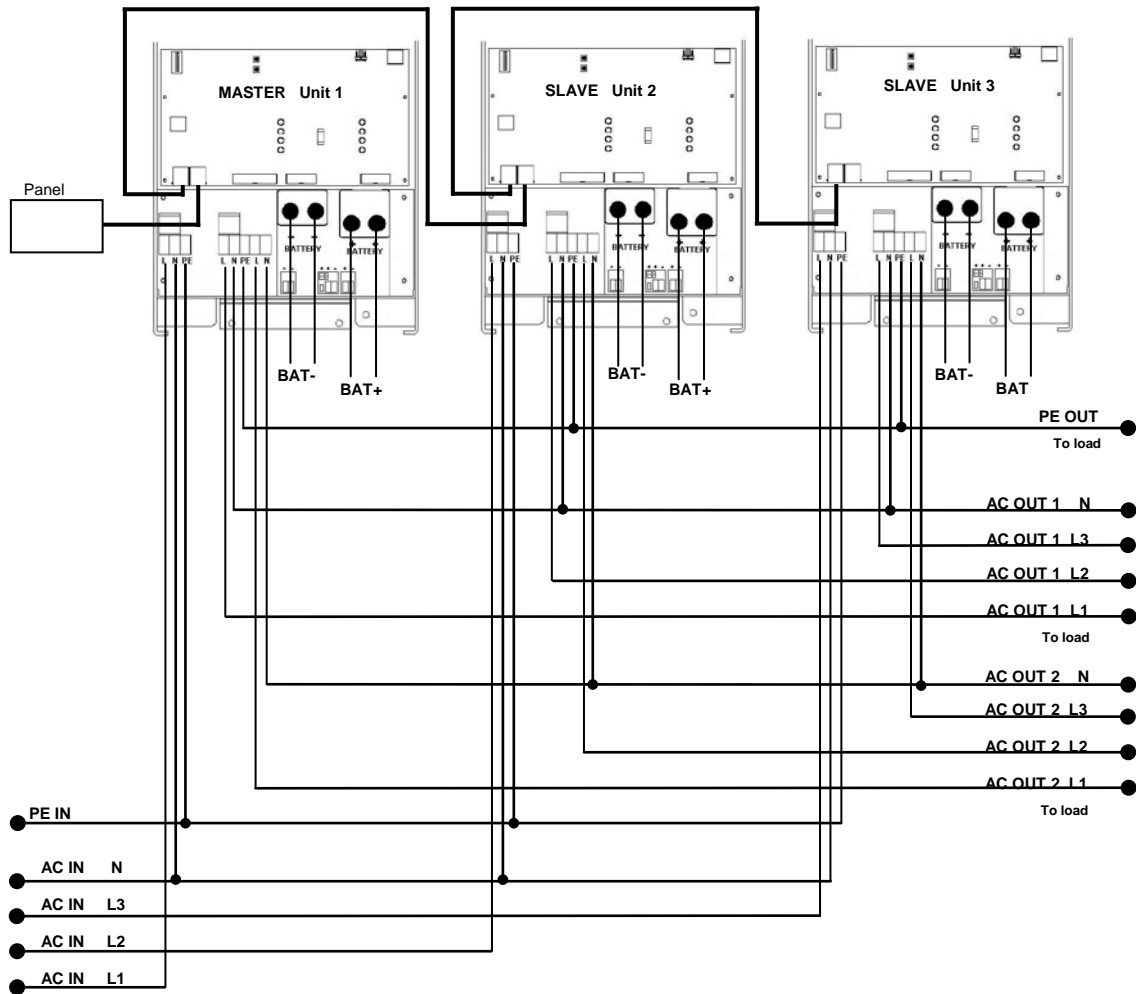 MASTER Unit 1
SLAVE Unit 2
SLAVE Unit 3
Panel
BATTERY
BATTERY
BATTERY
BATTERY
BATTERY
BATTERY
L N PE
L N PE L N
L N PE
L N PE L N
L N PE
L N PE L N
BAT-
BAT+
BAT-
BAT+
BAT-
BAT
PE OUT
To load
AC OUT 1 N
AC OUT 1 L3
AC OUT 1 L2
AC OUT 1 L1
To load
AC OUT 2 N
AC OUT 2 L3
AC OUT 2 L2
AC OUT 2 L1
To load
PE IN
AC IN N
AC IN L3
AC IN L2
AC IN L1